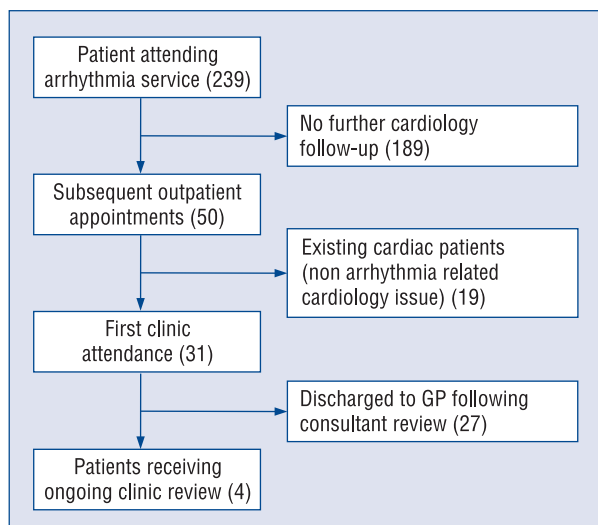 Patient attending
arrhythmia service (239)
No further cardiology
follow-up (189)
Subsequent outpatient
appointments (50)
Existing cardiac patients
(non arrhythmia related
cardiology issue) (19)
First clinic
attendance (31)
Discharged to GP following
consultant review (27)
Patients receiving
ongoing clinic review (4)